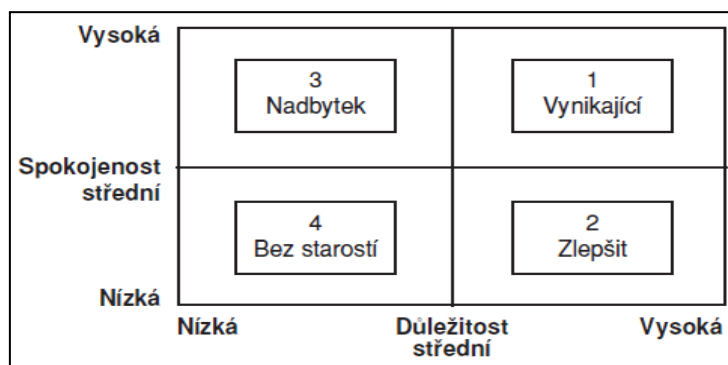 Vysoká
3
Nadbytek
1
Vynikající
Spokojenost
střední
4
Bez starostí
2
Zlepšit
Nízká
Nízká
Důležitost
střední
Vysoká